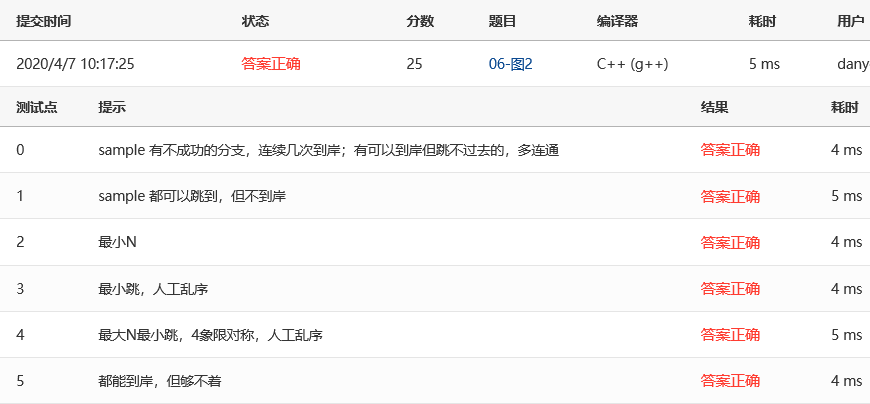 提交时间 状态 分数 题目 编译器 耗时 用户
2020/4/7 10:17:25 答案正确 25 06-图2 C++ (g++) 5 ms dany
测试点 提示 结果 耗时
0 sample 有不成功的分支，连续几次到岸；有可以到岸但跳不过去的，多连通 答案正确 4 ms
1 sample 都可以跳到，但不到岸 答案正确 5 ms
2 最小N 答案正确 4 ms
3 最小跳，人工乱序 答案正确 4 ms
4 最大N最小跳，4象限对称，人工乱序 答案正确 5 ms
5 都能到岸，但够不着 答案正确 4 ms